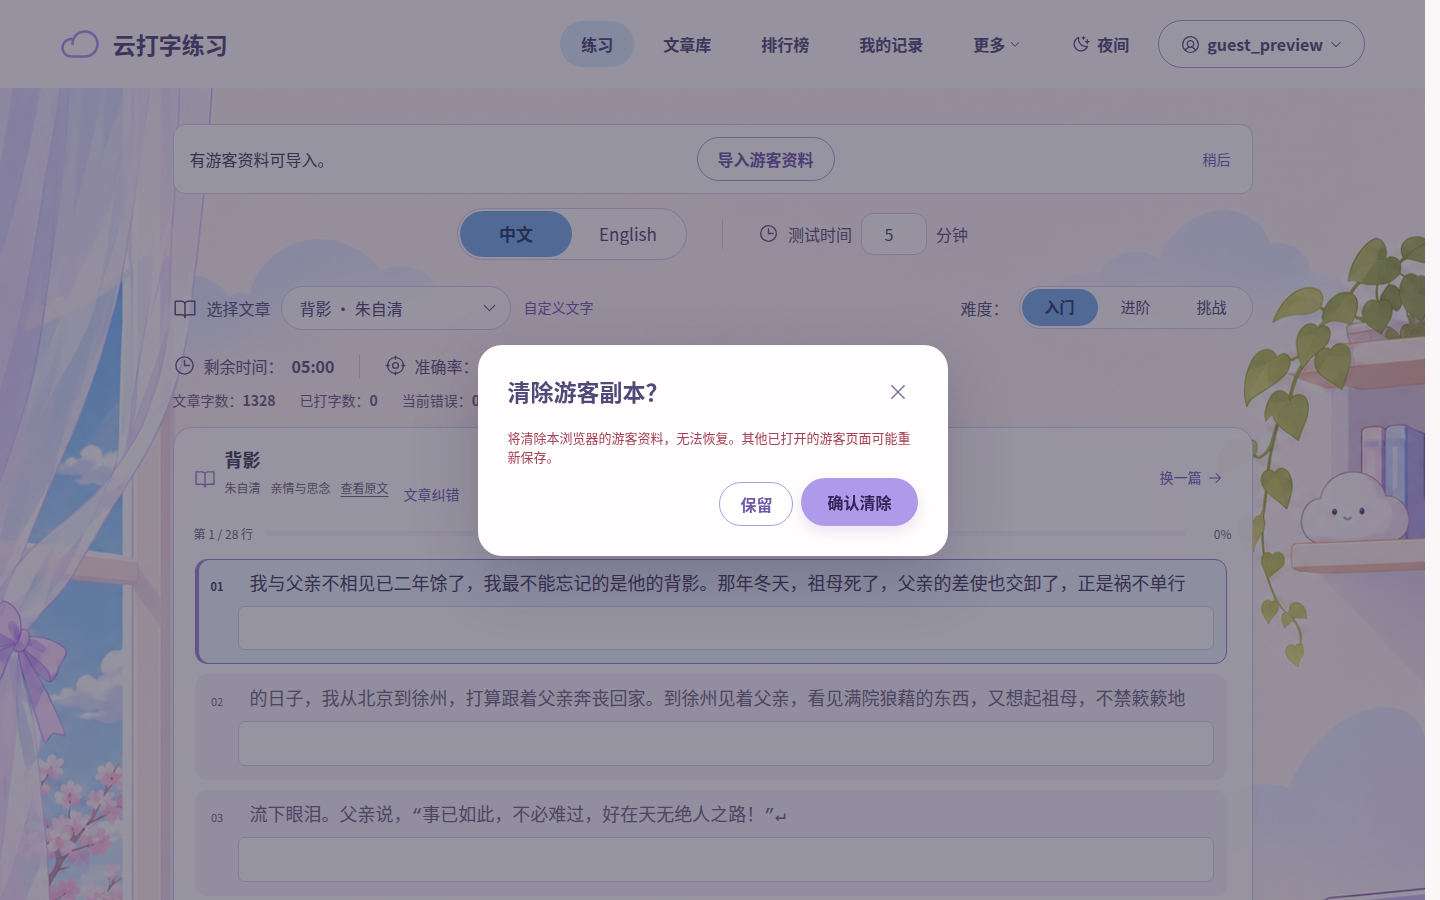 云打字练习
练习 文章库 排行榜 我的记录 更多 夜间 guest_preview
有游客资料可导入。 导入游客资料 稍后
中文 English 测试时间 5 分钟
选择文章 背影 · 朱自清 自定义文字 难度： 入门 进阶 挑战
剩余时间： 05:00 准确率：
文章字数：1328 已打字数：0 当前错误：0
清除游客副本？
将清除本浏览器的游客资料，无法恢复。其他已打开的游客页面可能重
新保存。
保留 确认清除
背影
朱自清 亲情与思念 查看原文 文章纠错 换一篇 →
第 1 / 28 行 0%
01 我与父亲不相见已二年馀了，我最不能忘记的是他的背影。那年冬天，祖母死了，父亲的差使也交卸了，正是祸不单行
02 的日子，我从北京到徐州，打算跟着父亲奔丧回家。到徐州见着父亲，看见满院狼藉的东西，又想起祖母，不禁簌簌地
03 流下眼泪。父亲说，“事已如此，不必难过，好在天无绝人之路！”↵